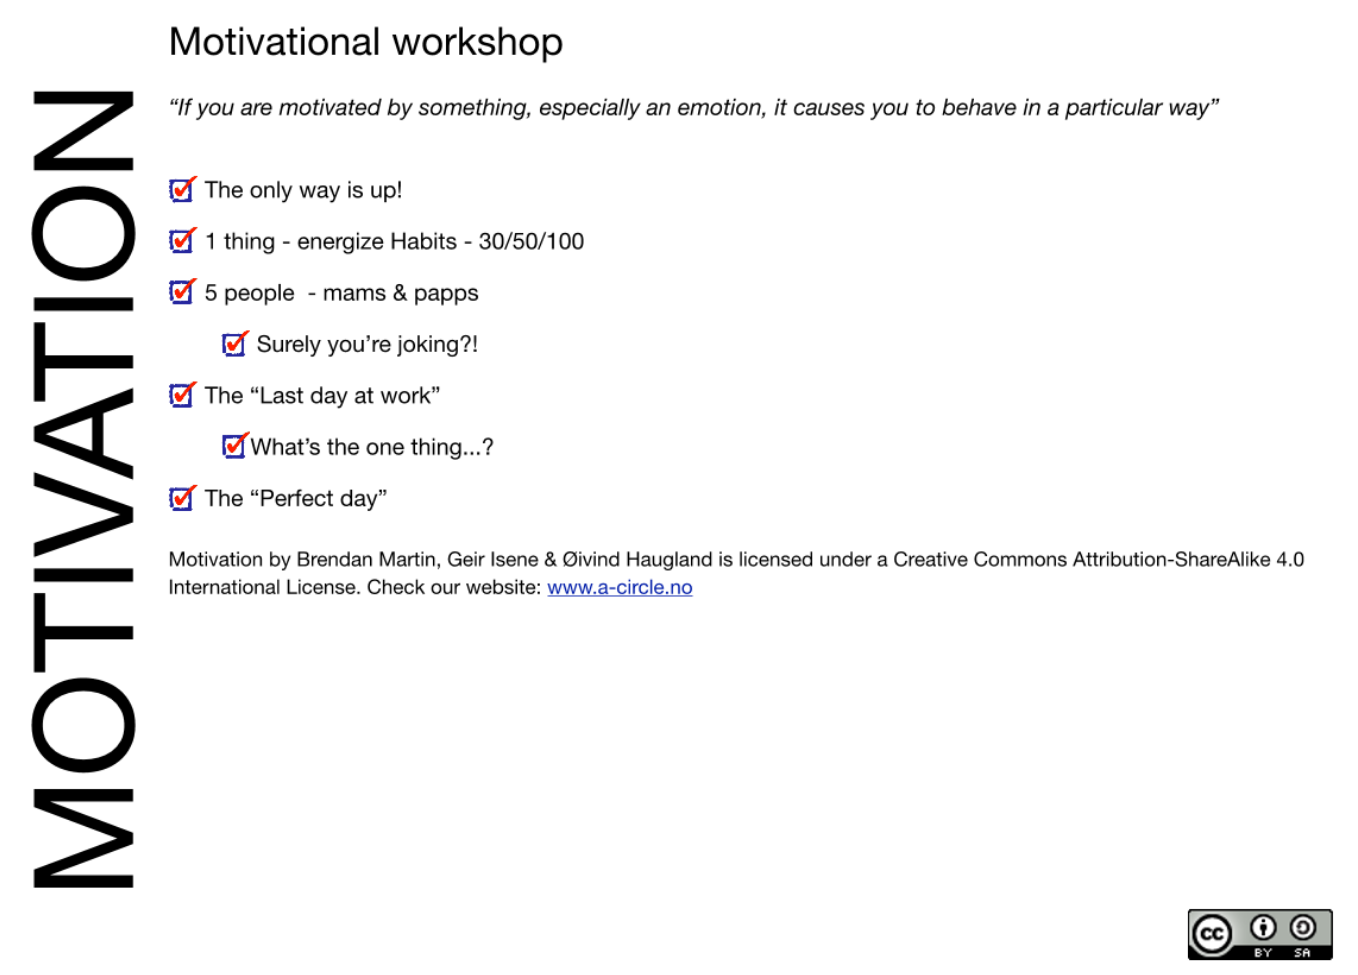 Motivational workshop
MOTIVATION
“If you are motivated by something, especially an emotion, it causes you to behave in a particular way”
The only way is up!
1 thing - energize Habits - 30/50/100
5 people  - mams & papps
Surely you’re joking?!
The “Last day at work”
What’s the one thing...?
The “Perfect day”
Motivation by Brendan Martin, Geir Isene & Øivind Haugland is licensed under a Creative Commons Attribution-ShareAlike 4.0
International License. Check our website: www.a-circle.no
cc
BY SA